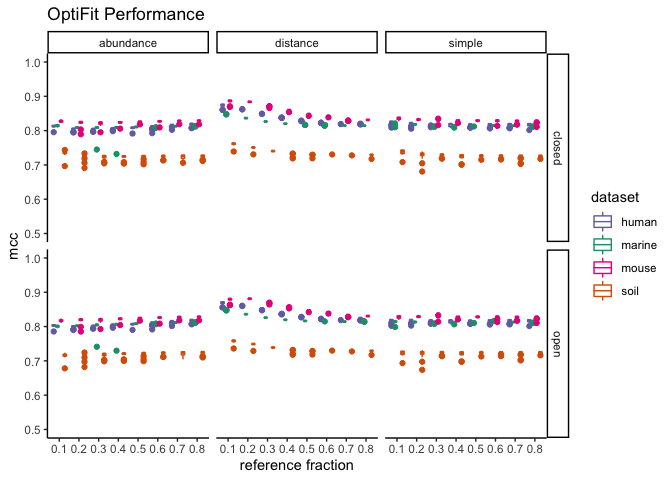 OptiFit Performance
abundance distance simple
1.0
0.9
0.8
0.7
0.6
0.5
closed
1.0
0.9
0.8
0.7
0.6
0.5
open
mcc
0.1 0.2 0.3 0.4 0.5 0.6 0.7 0.8 0.1 0.2 0.3 0.4 0.5 0.6 0.7 0.8 0.1 0.2 0.3 0.4 0.5 0.6 0.7 0.8
reference fraction
dataset
human
marine
mouse
soil